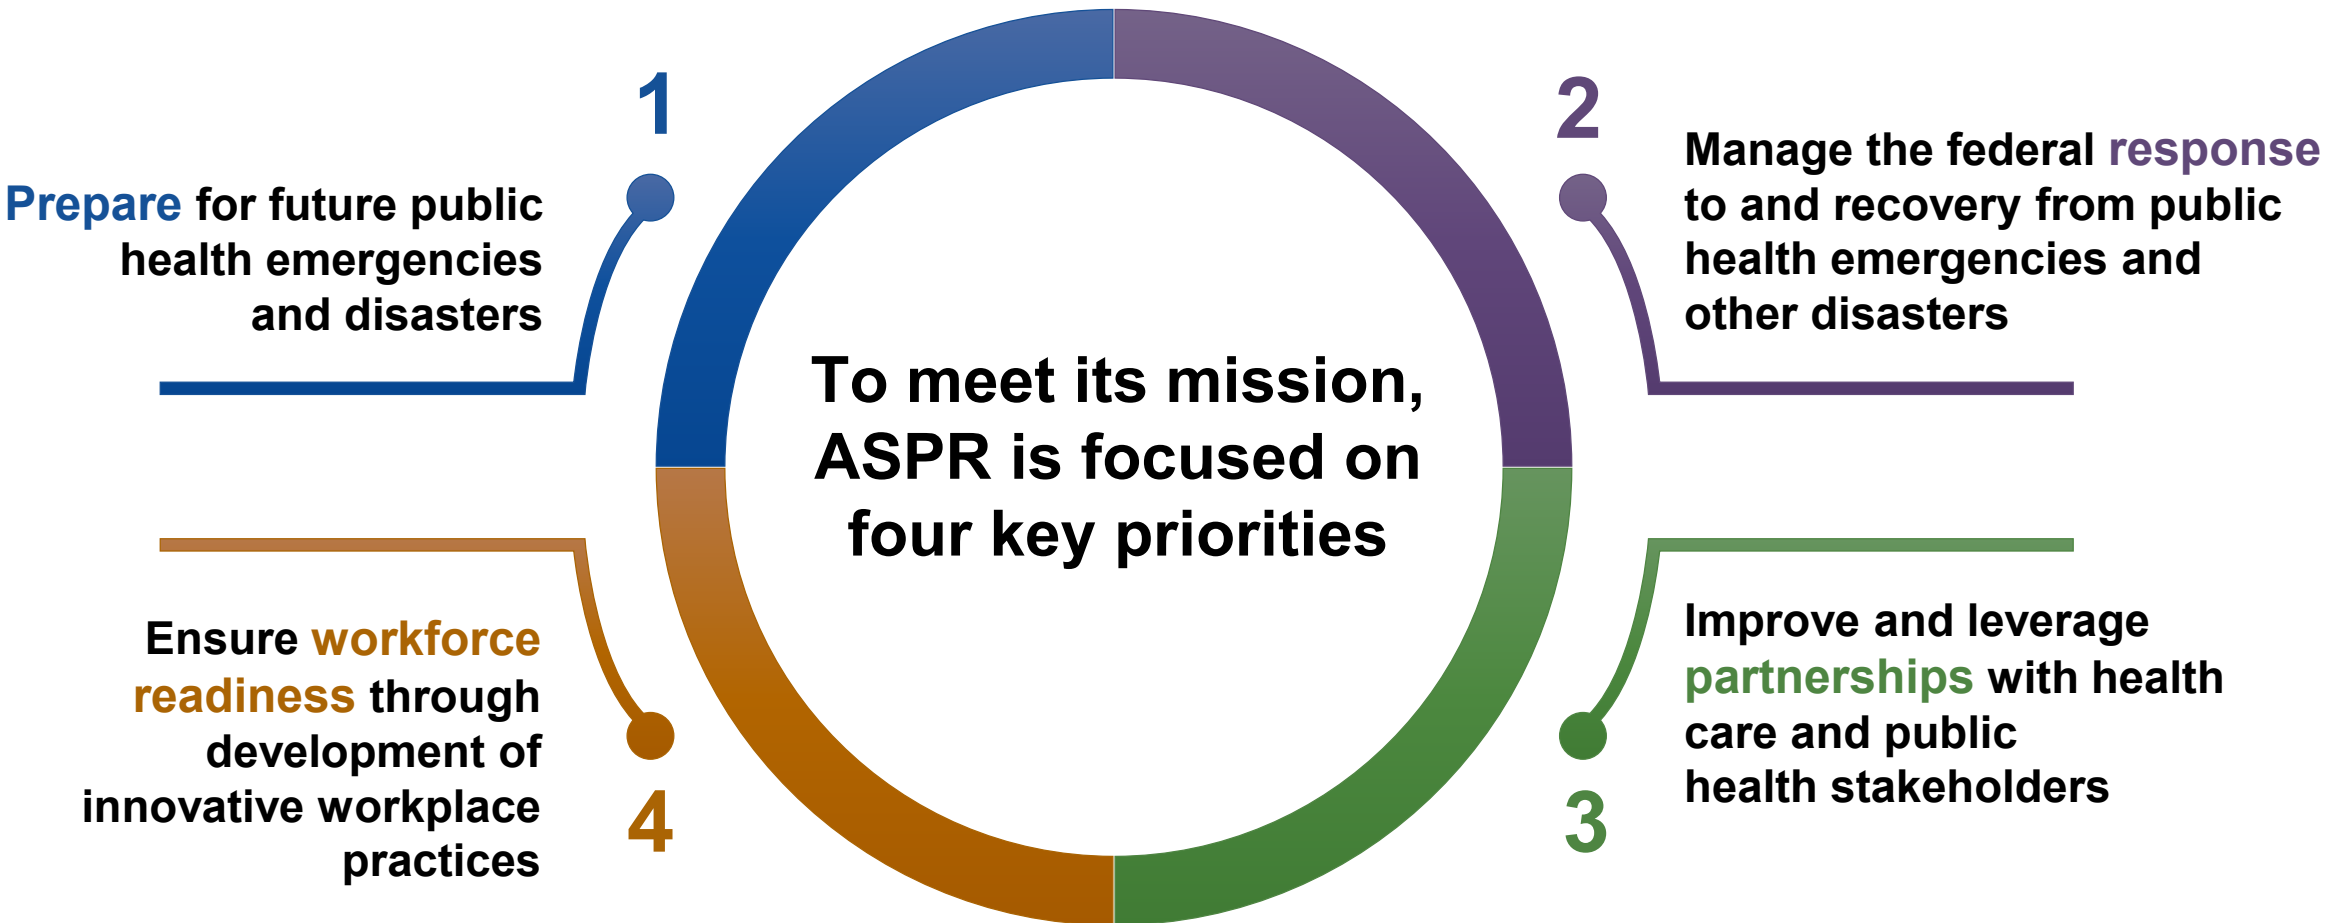 1
Prepare for future public
health emergencies
and disasters
2
Manage the federal response
to and recovery from public
health emergencies and
other disasters
To meet its mission,
ASPR is focused on
four key priorities
3
Improve and leverage
partnerships with health
care and public
health stakeholders
4
Ensure workforce
readiness through
development of
innovative workplace
practices